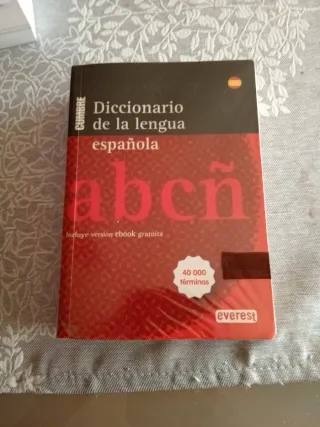 CUMBRE
Diccionario
de la lengua
española
abcñ
Incluye versión ebook gratuita
40 000
términos
everest